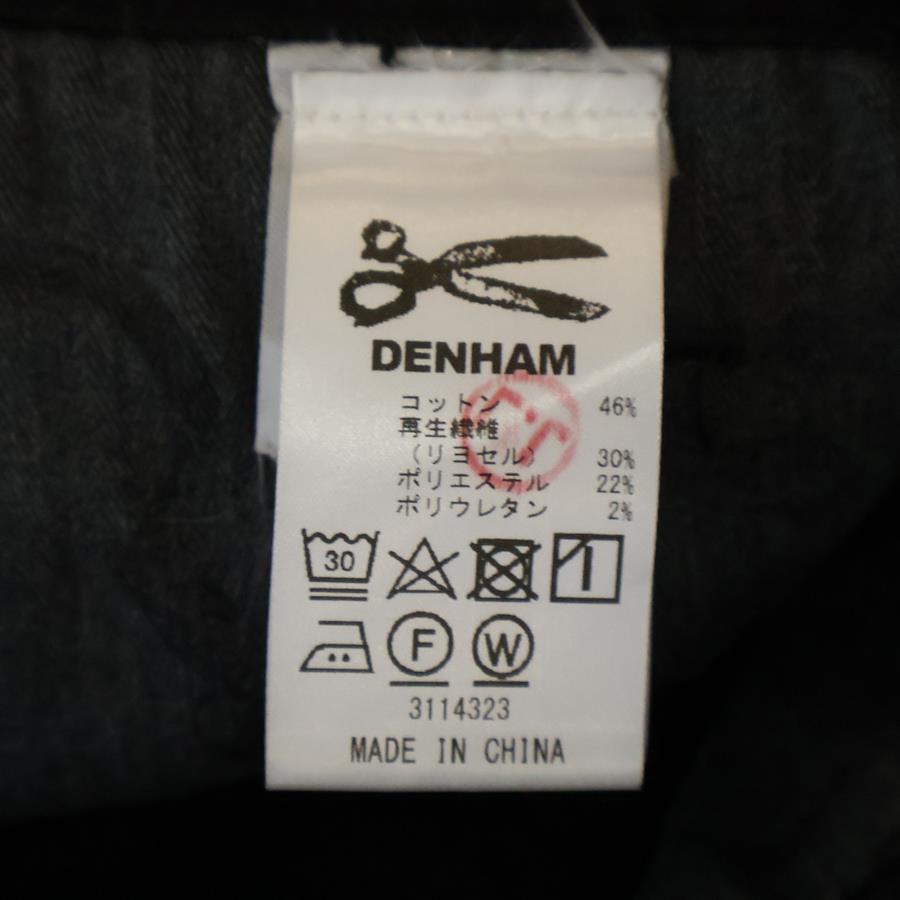 DENHAM
コットン 46%
再生繊維
（リヨセル） 30%
ポリエステル 22%
ポリウレタン 2%
30
F W
3114323
MADE IN CHINA